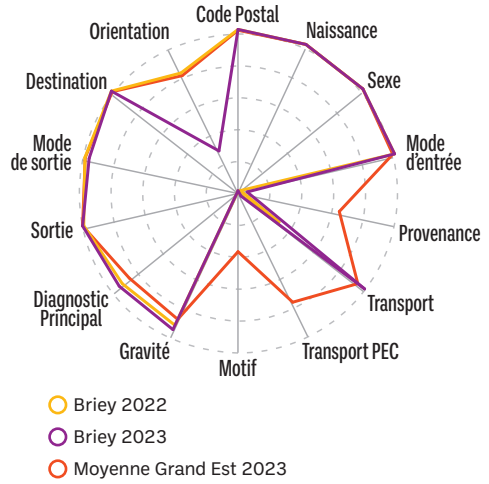 Code Postal
Naissance
Sexe
Mode
d'entrée
Provenance
Transport
Transport PEC
Motif
Gravité
Diagnostic
Principal
Sortie
Mode
de sortie
Destination
Orientation
Briey 2022
Briey 2023
Moyenne Grand Est 2023